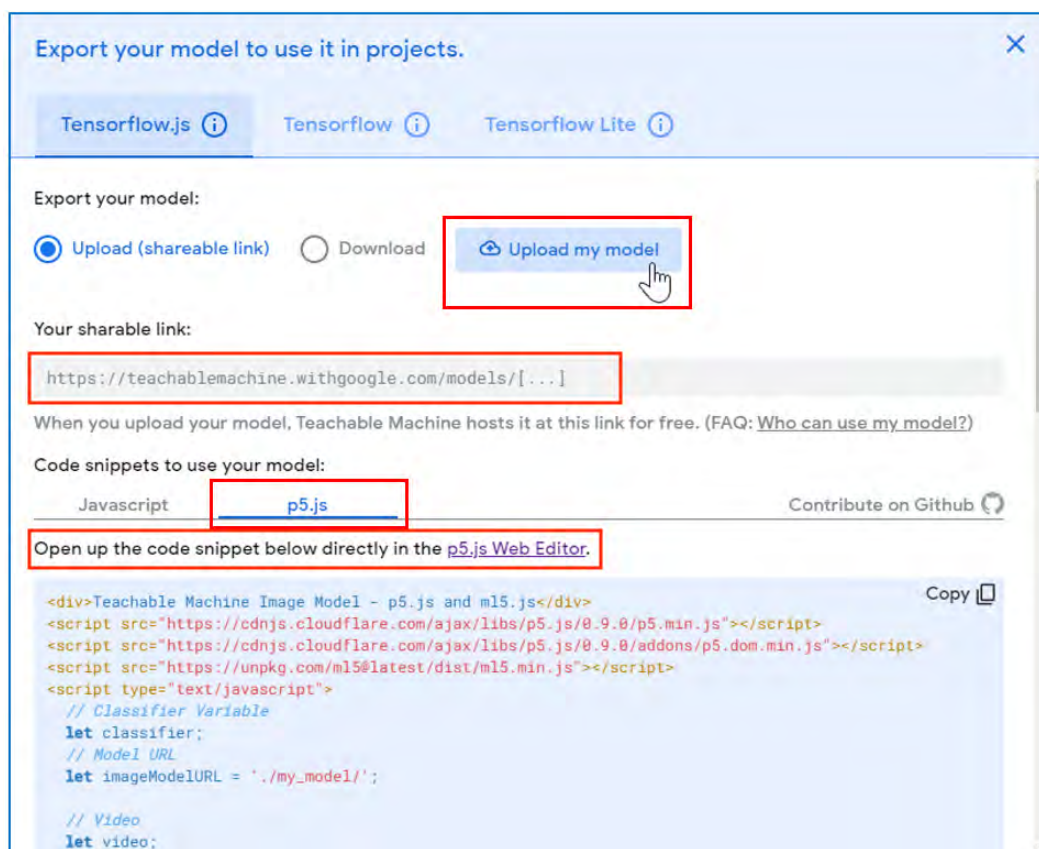 Export your model to use it in projects.
Tensorflow.js Tensorflow Tensorflow Lite
Export your model:
Upload (shareable link) Download Upload my model
Your sharable link:
https://teachablemachine.withgoogle.com/models/[...]
When you upload your model, Teachable Machine hosts it at this link for free. (FAQ: Who can use my model?)
Code snippets to use your model:
Javascript p5.js Contribute on Github
Open up the code snippet below directly in the p5.js Web Editor.
Copy
<div>Teachable Machine Image Model - p5.js and ml5.js</div>
<script src="https://cdnjs.cloudflare.com/ajax/libs/p5.js/0.9.0/p5.min.js"></script>
<script src="https://cdnjs.cloudflare.com/ajax/libs/p5.js/0.9.0/addons/p5.dom.min.js"></script>
<script src="https://unpkg.com/ml5@latest/dist/ml5.min.js"></script>
<script type="text/javascript">
// Classifier Variable
let classifier;
// Model URL
let imageModelURL = './my_model/';
// Video
let video;